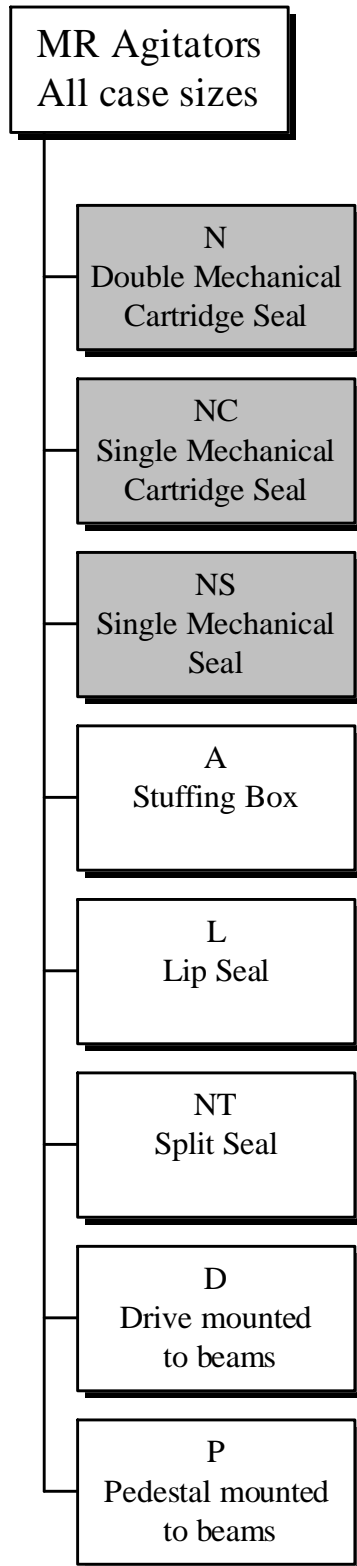 MR Agitators
All case sizes
N
Double Mechanical
Cartridge Seal
NC
Single Mechanical
Cartridge Seal
NS
Single Mechanical
Seal
A
Stuffing Box
L
Lip Seal
NT
Split Seal
D
Drive mounted
to beams
P
Pedestal mounted
to beams